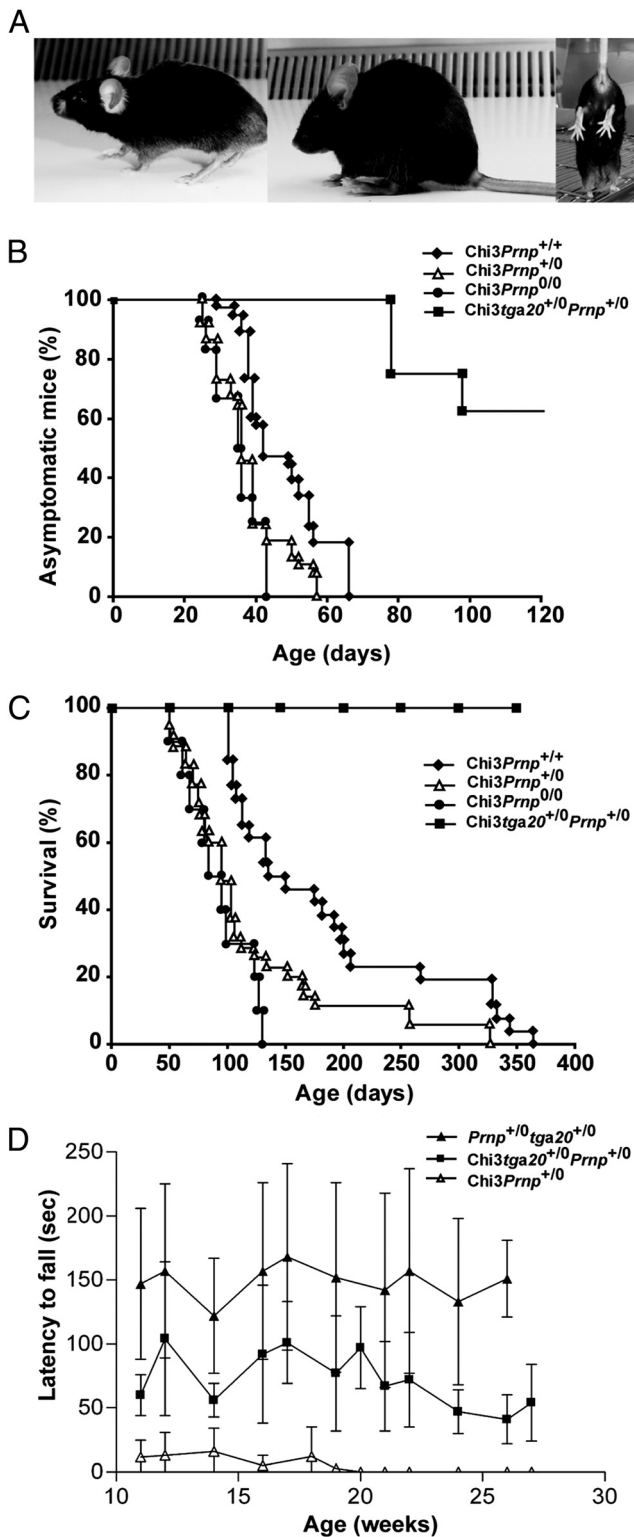 A
B
Chi3Prnp+/+
Chi3Prnp+/0
Chi3Prnp0/0
Chi3tga20+/0Prnp+/0
Asymptomatic mice (%)
100
80
60
40
20
0
0 20 40 60 80 100 120
Age (days)
C
Chi3Prnp+/+
Chi3Prnp+/0
Chi3Prnp0/0
Chi3tga20+/0Prnp+/0
Survival (%)
100
80
60
40
20
0
0 50 100 150 200 250 300 350 400
Age (days)
D
Prnp+/0tga20+/0
Chi3tga20+/0Prnp+/0
Chi3Prnp+/0
Latency to fall (sec)
250
200
150
100
50
0
10 15 20 25 30
Age (weeks)